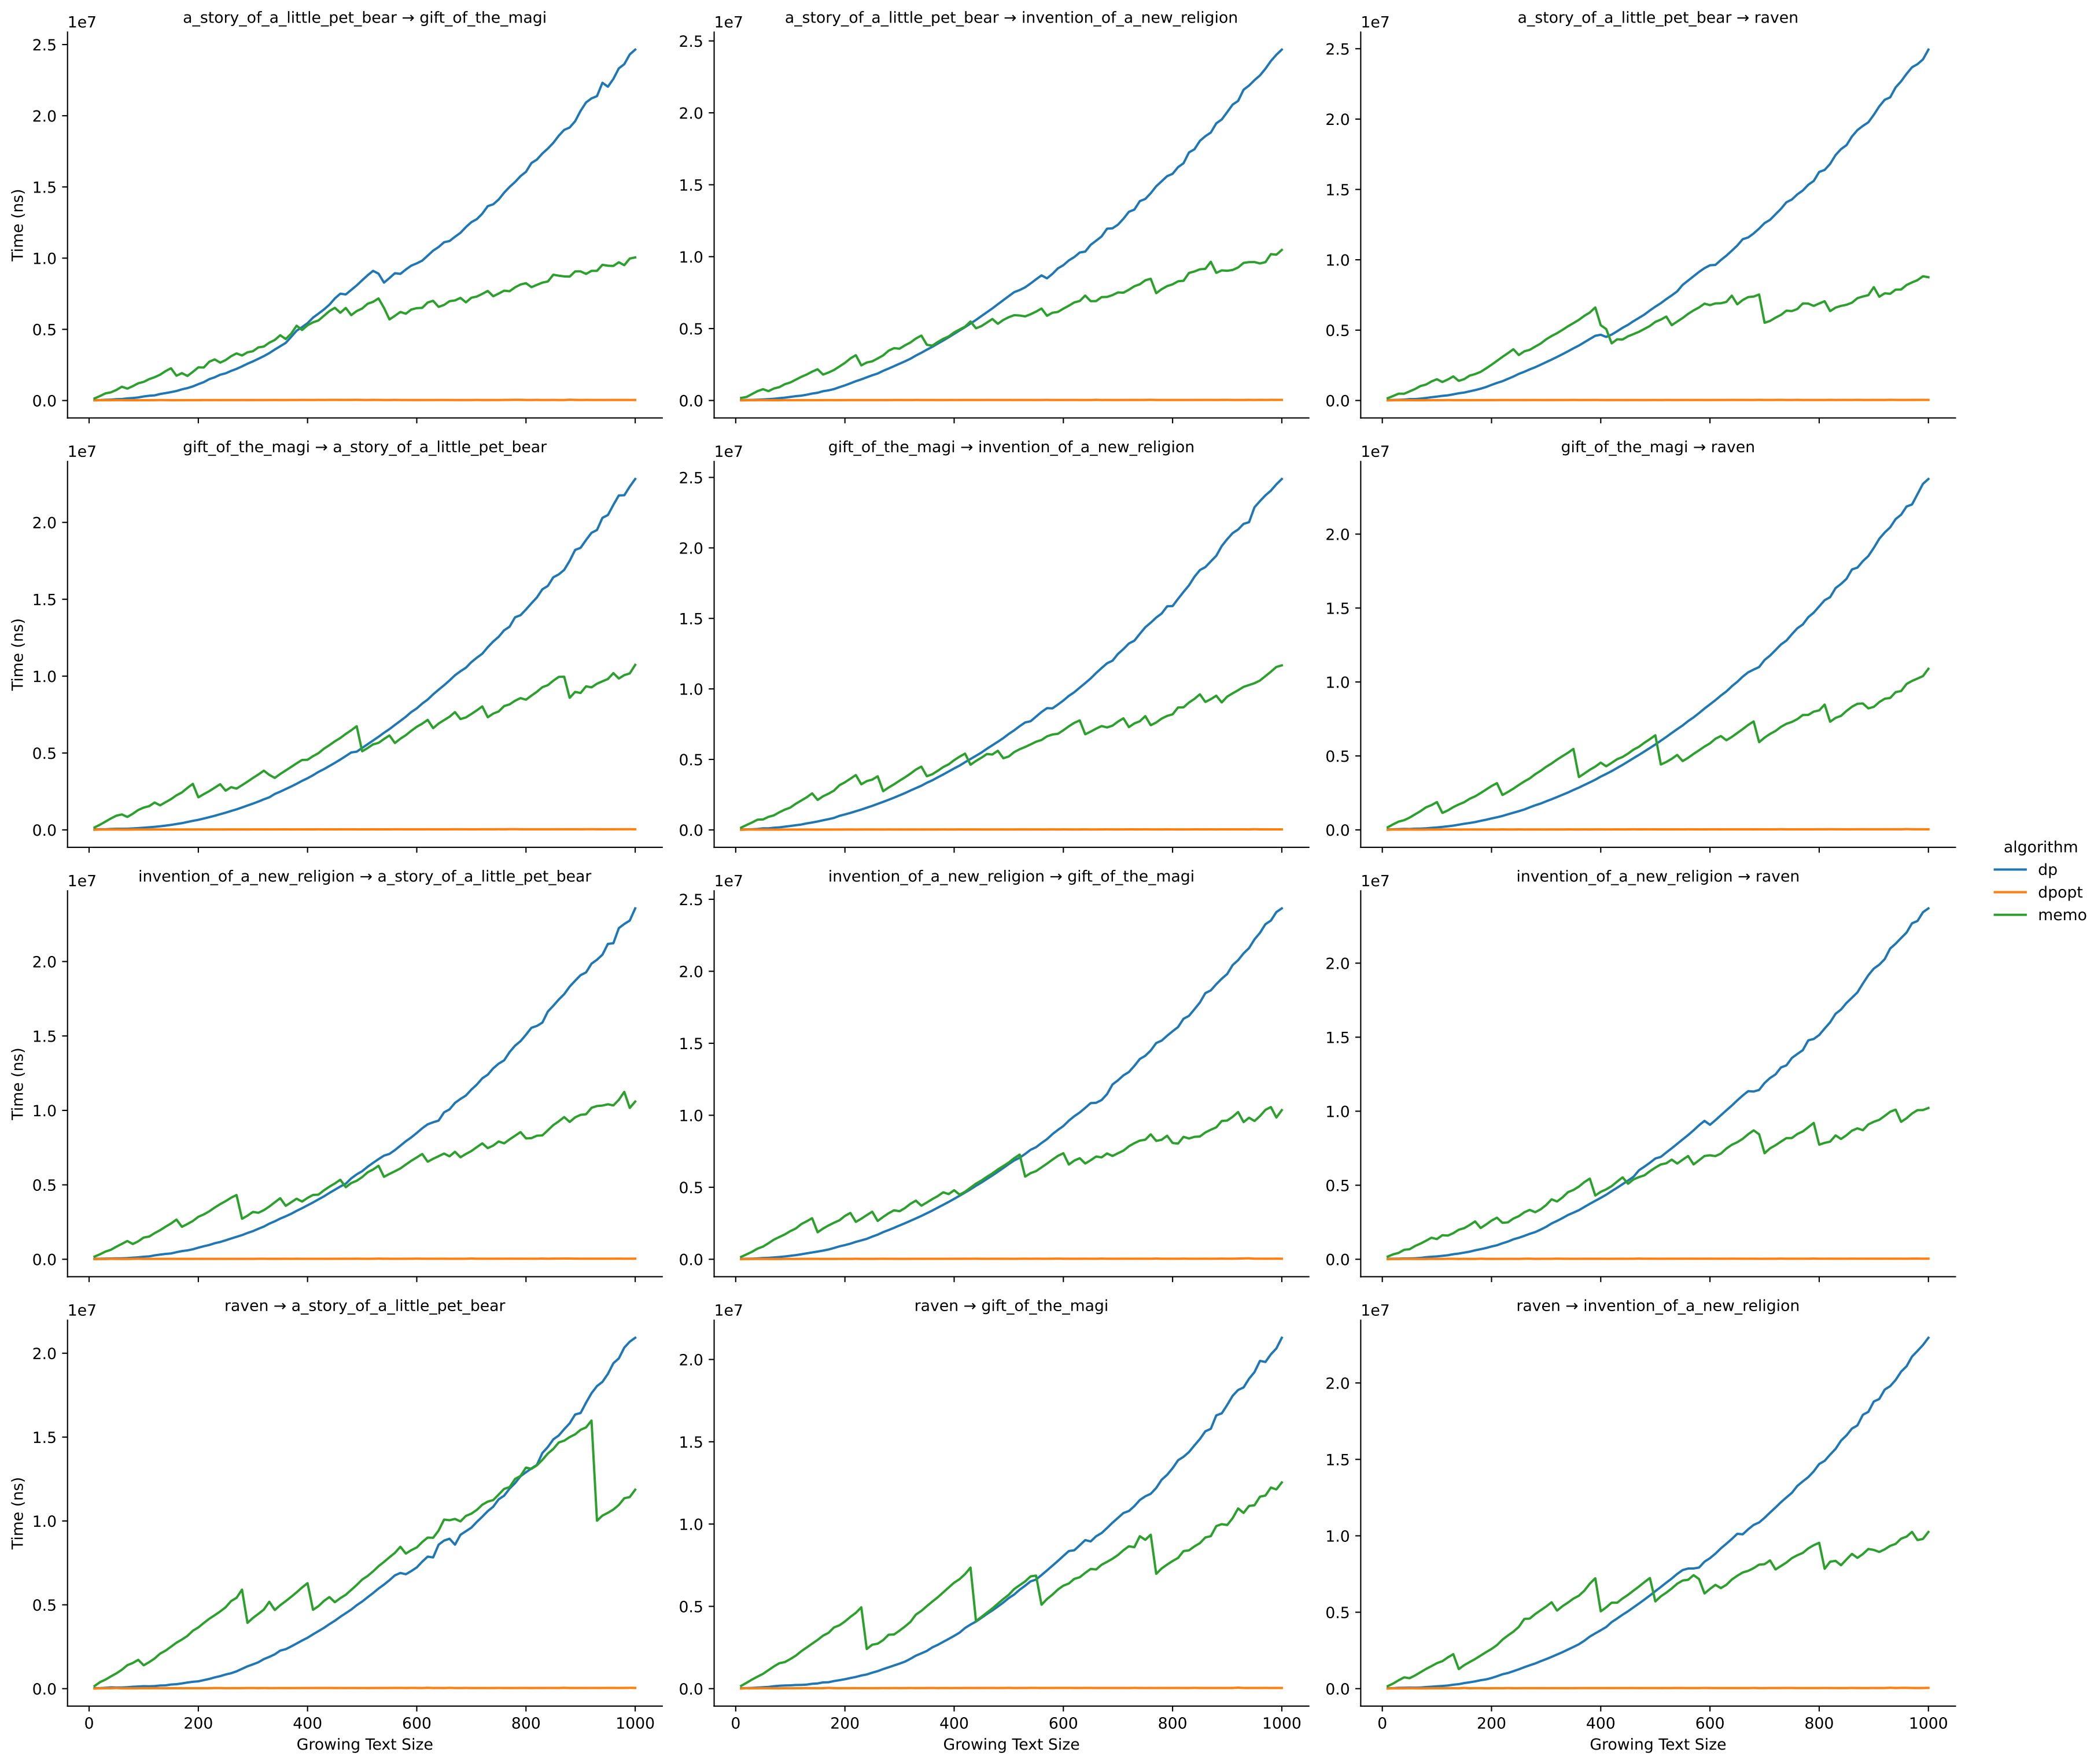 a_story_of_a_little_pet_bear → gift_of_the_magi
1e7
2.5
2.0
1.5
1.0
0.5
0.0
Time (ns)
a_story_of_a_little_pet_bear → invention_of_a_new_religion
1e7
2.5
2.0
1.5
1.0
0.5
0.0
a_story_of_a_little_pet_bear → raven
1e7
2.5
2.0
1.5
1.0
0.5
0.0
gift_of_the_magi → a_story_of_a_little_pet_bear
1e7
2.0
1.5
1.0
0.5
0.0
Time (ns)
gift_of_the_magi → invention_of_a_new_religion
1e7
2.5
2.0
1.5
1.0
0.5
0.0
gift_of_the_magi → raven
1e7
2.0
1.5
1.0
0.5
0.0
algorithm
dp
dpopt
memo
invention_of_a_new_religion → a_story_of_a_little_pet_bear
1e7
2.0
1.5
1.0
0.5
0.0
Time (ns)
invention_of_a_new_religion → gift_of_the_magi
1e7
2.5
2.0
1.5
1.0
0.5
0.0
invention_of_a_new_religion → raven
1e7
2.0
1.5
1.0
0.5
0.0
raven → a_story_of_a_little_pet_bear
1e7
2.0
1.5
1.0
0.5
0.0
Time (ns)
0 200 400 600 800 1000
Growing Text Size
raven → gift_of_the_magi
1e7
2.0
1.5
1.0
0.5
0.0
0 200 400 600 800 1000
Growing Text Size
raven → invention_of_a_new_religion
1e7
2.0
1.5
1.0
0.5
0.0
0 200 400 600 800 1000
Growing Text Size